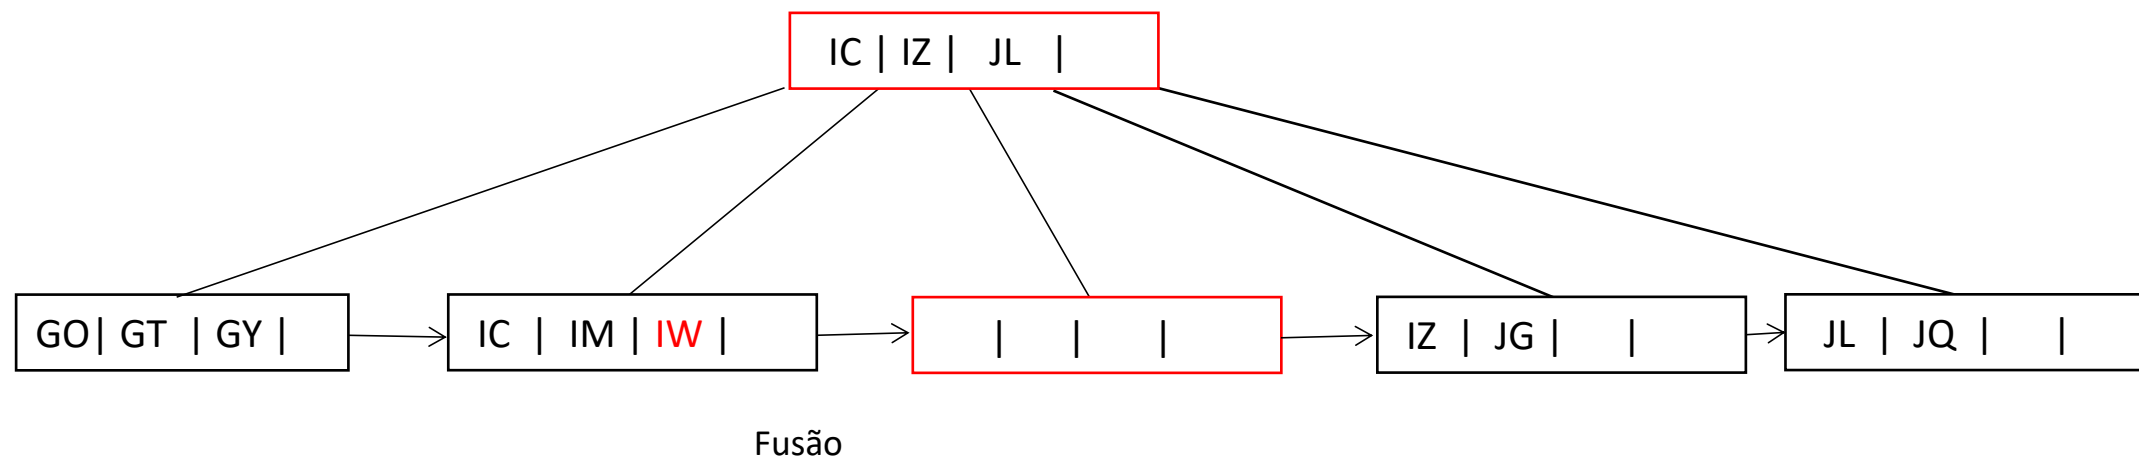 IC | IZ | JL |
GO| GT | GY |
IC | IM | IW |
| | |
IZ | JG | |
JL | JQ | |
Fusão